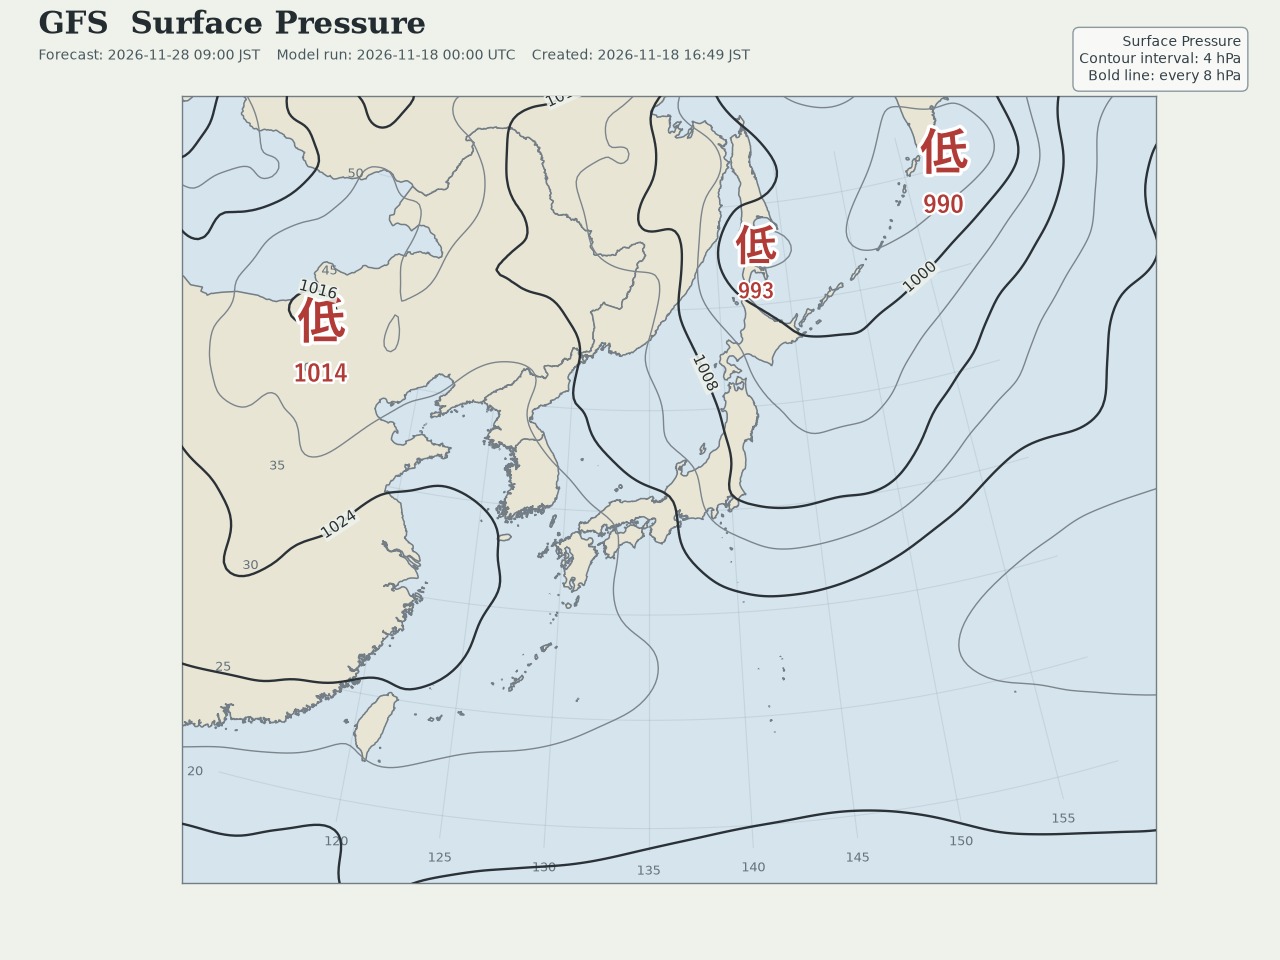 GFS  Surface Pressure
Forecast: 2026-11-28 09:00 JST    Model run: 2026-11-18 00:00 UTC    Created: 2026-11-18 16:49 JST
Surface Pressure
Contour interval: 4 hPa
Bold line: every 8 hPa
低
990
50
低
993
45
1016
1000
低
1014
1008
35
1024
30
25
20
155
120
150
125
145
130
140
135